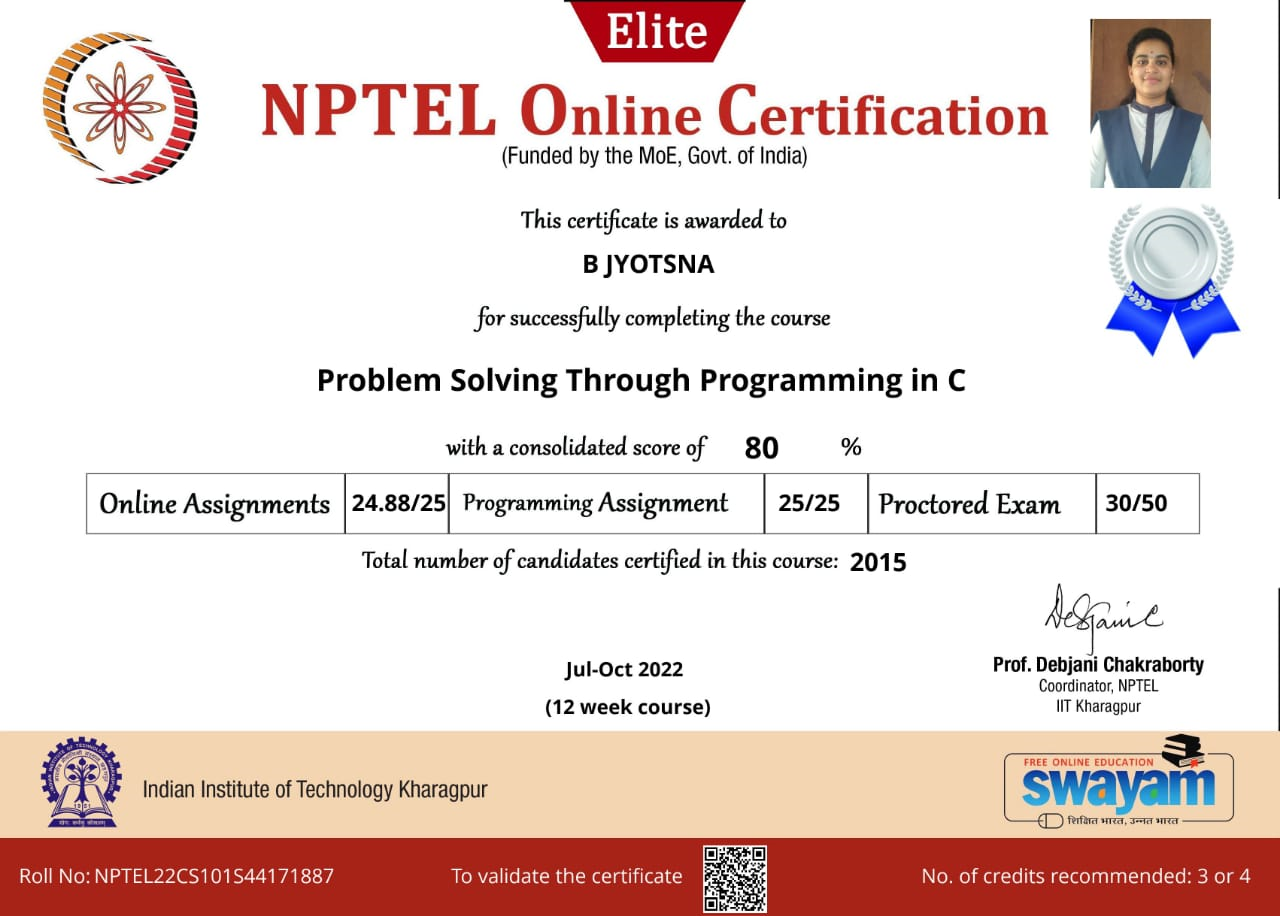 Elite
NPTEL Online Certification
(Funded by the MoE, Govt. of India)
This certificate is awarded to
B JYOTSNA
for successfully completing the course
Problem Solving Through Programming in C
with a consolidated score of 80 %
Online Assignments 24.88/25 Programming Assignment 25/25 Proctored Exam 30/50
Total number of candidates certified in this course: 2015
Jul-Oct 2022
(12 week course)
Prof. Debjani Chakraborty
Coordinator, NPTEL
IIT Kharagpur
Indian Institute of Technology Kharagpur
FREE ONLINE EDUCATION
swayam
शिक्षित भारत, उन्नत भारत
Roll No: NPTEL22CS101S44171887
To validate the certificate
No. of credits recommended: 3 or 4